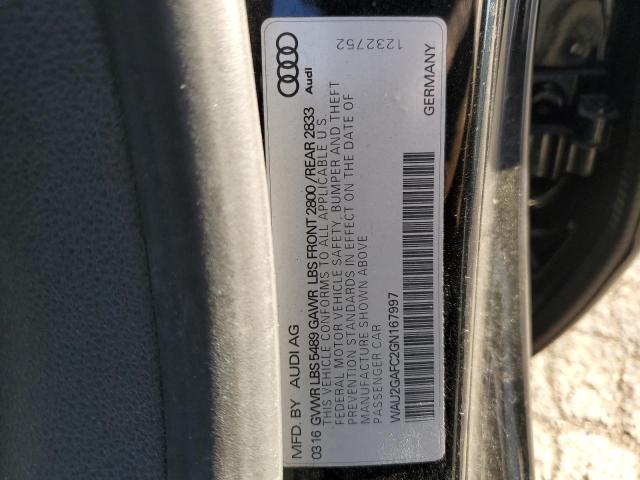 MFD. BY AUDI AG
0316 GVWR LBS 5489 GAWR LBS FRONT 2800 / REAR 2833
THIS VEHICLE CONFORMS TO ALL APPLICABLE U.S.
FEDERAL MOTOR VEHICLE SAFETY, BUMPER AND THEFT
PREVENTION STANDARDS IN EFFECT ON THE DATE OF
MANUFACTURE SHOWN ABOVE
PASSENGER CAR
WAU2GAFC2GN167997
GERMANY
Audi
1232752